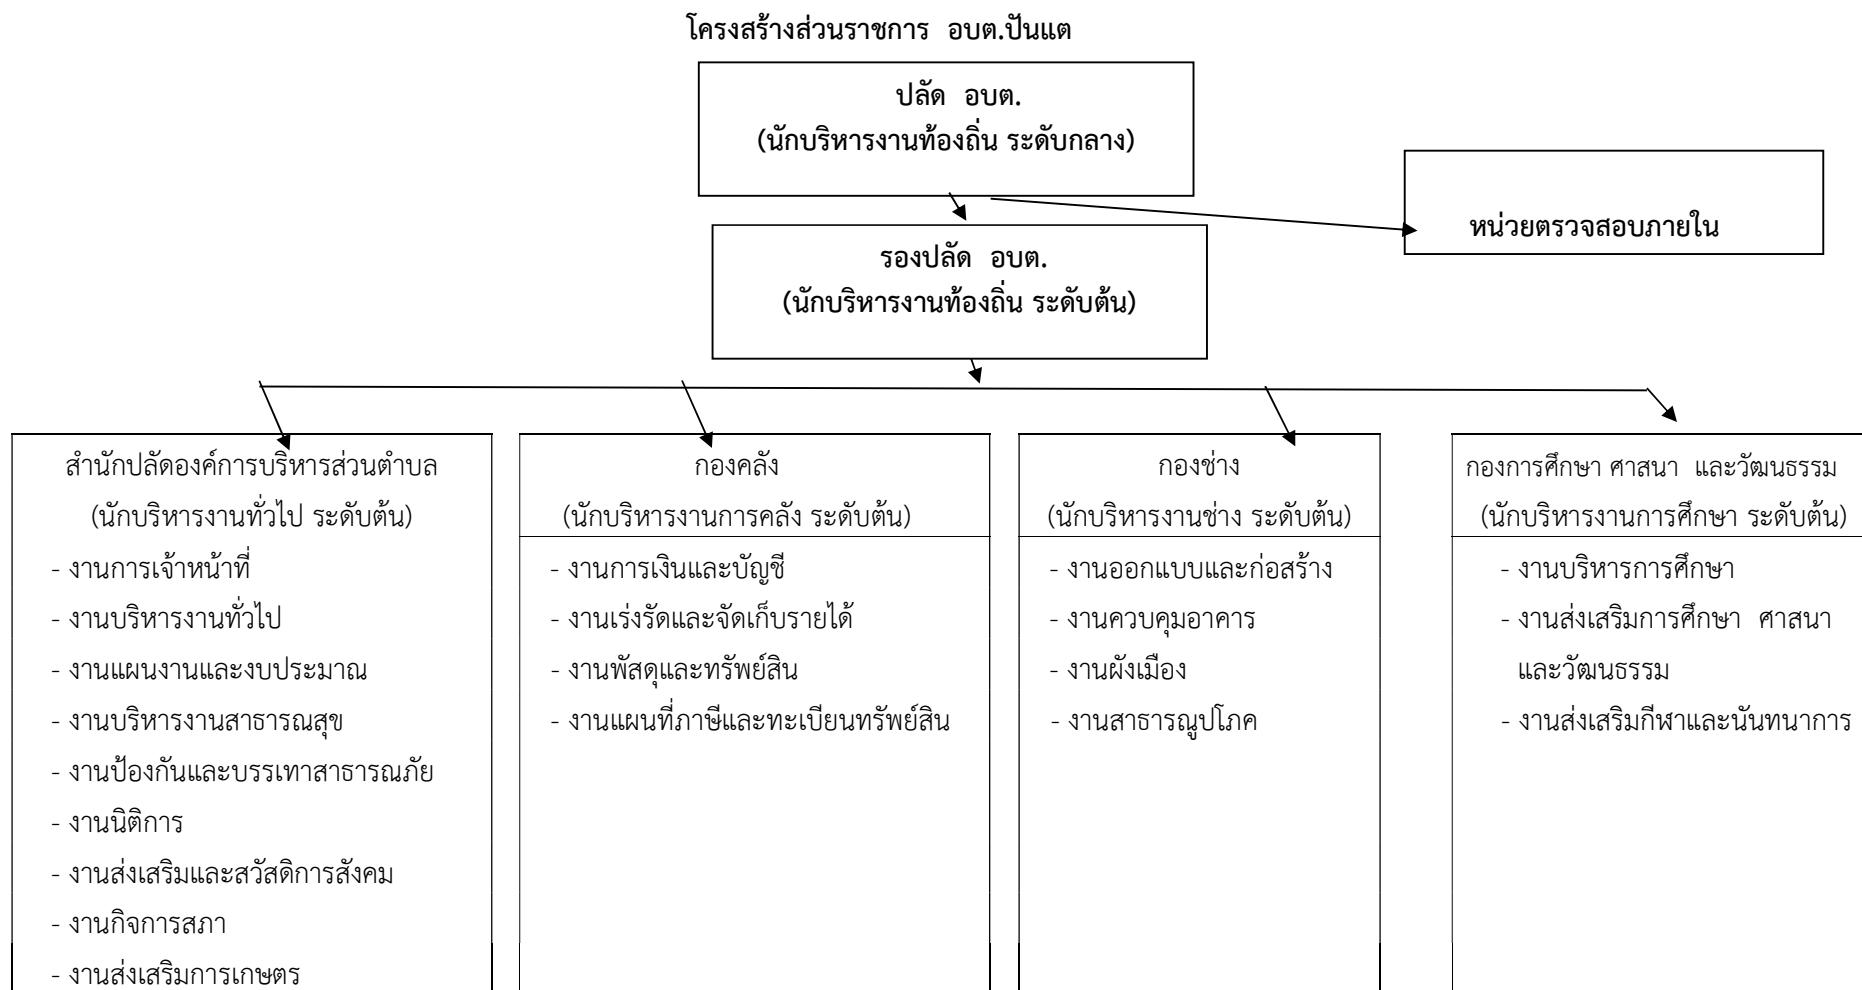 โครงสร้างส่วนราชการ อบต.ปันแต
ปลัด อบต.
(นักบริหารงานท้องถิ่น ระดับกลาง)
หน่วยตรวจสอบภายใน
รองปลัด อบต.
(นักบริหารงานท้องถิ่น ระดับต้น)
สำนักปลัดองค์การบริหารส่วนตำบล
(นักบริหารงานทั่วไป ระดับต้น)
- งานการเจ้าหน้าที่
- งานบริหารงานทั่วไป
- งานแผนงานและงบประมาณ
- งานบริหารงานสาธารณสุข
- งานป้องกันและบรรเทาสาธารณภัย
- งานนิติการ
- งานส่งเสริมและสวัสดิการสังคม
- งานกิจการสภา
- งานส่งเสริมการเกษตร
กองคลัง
(นักบริหารงานการคลัง ระดับต้น)
- งานการเงินและบัญชี
- งานเร่งรัดและจัดเก็บรายได้
- งานพัสดุและทรัพย์สิน
- งานแผนที่ภาษีและทะเบียนทรัพย์สิน
กองช่าง
(นักบริหารงานช่าง ระดับต้น)
- งานออกแบบและก่อสร้าง
- งานควบคุมอาคาร
- งานผังเมือง
- งานสาธารณูปโภค
กองการศึกษา ศาสนา และวัฒนธรรม
(นักบริหารงานการศึกษา ระดับต้น)
- งานบริหารการศึกษา
- งานส่งเสริมการศึกษา ศาสนา
และวัฒนธรรม
- งานส่งเสริมกีฬาและนันทนาการ